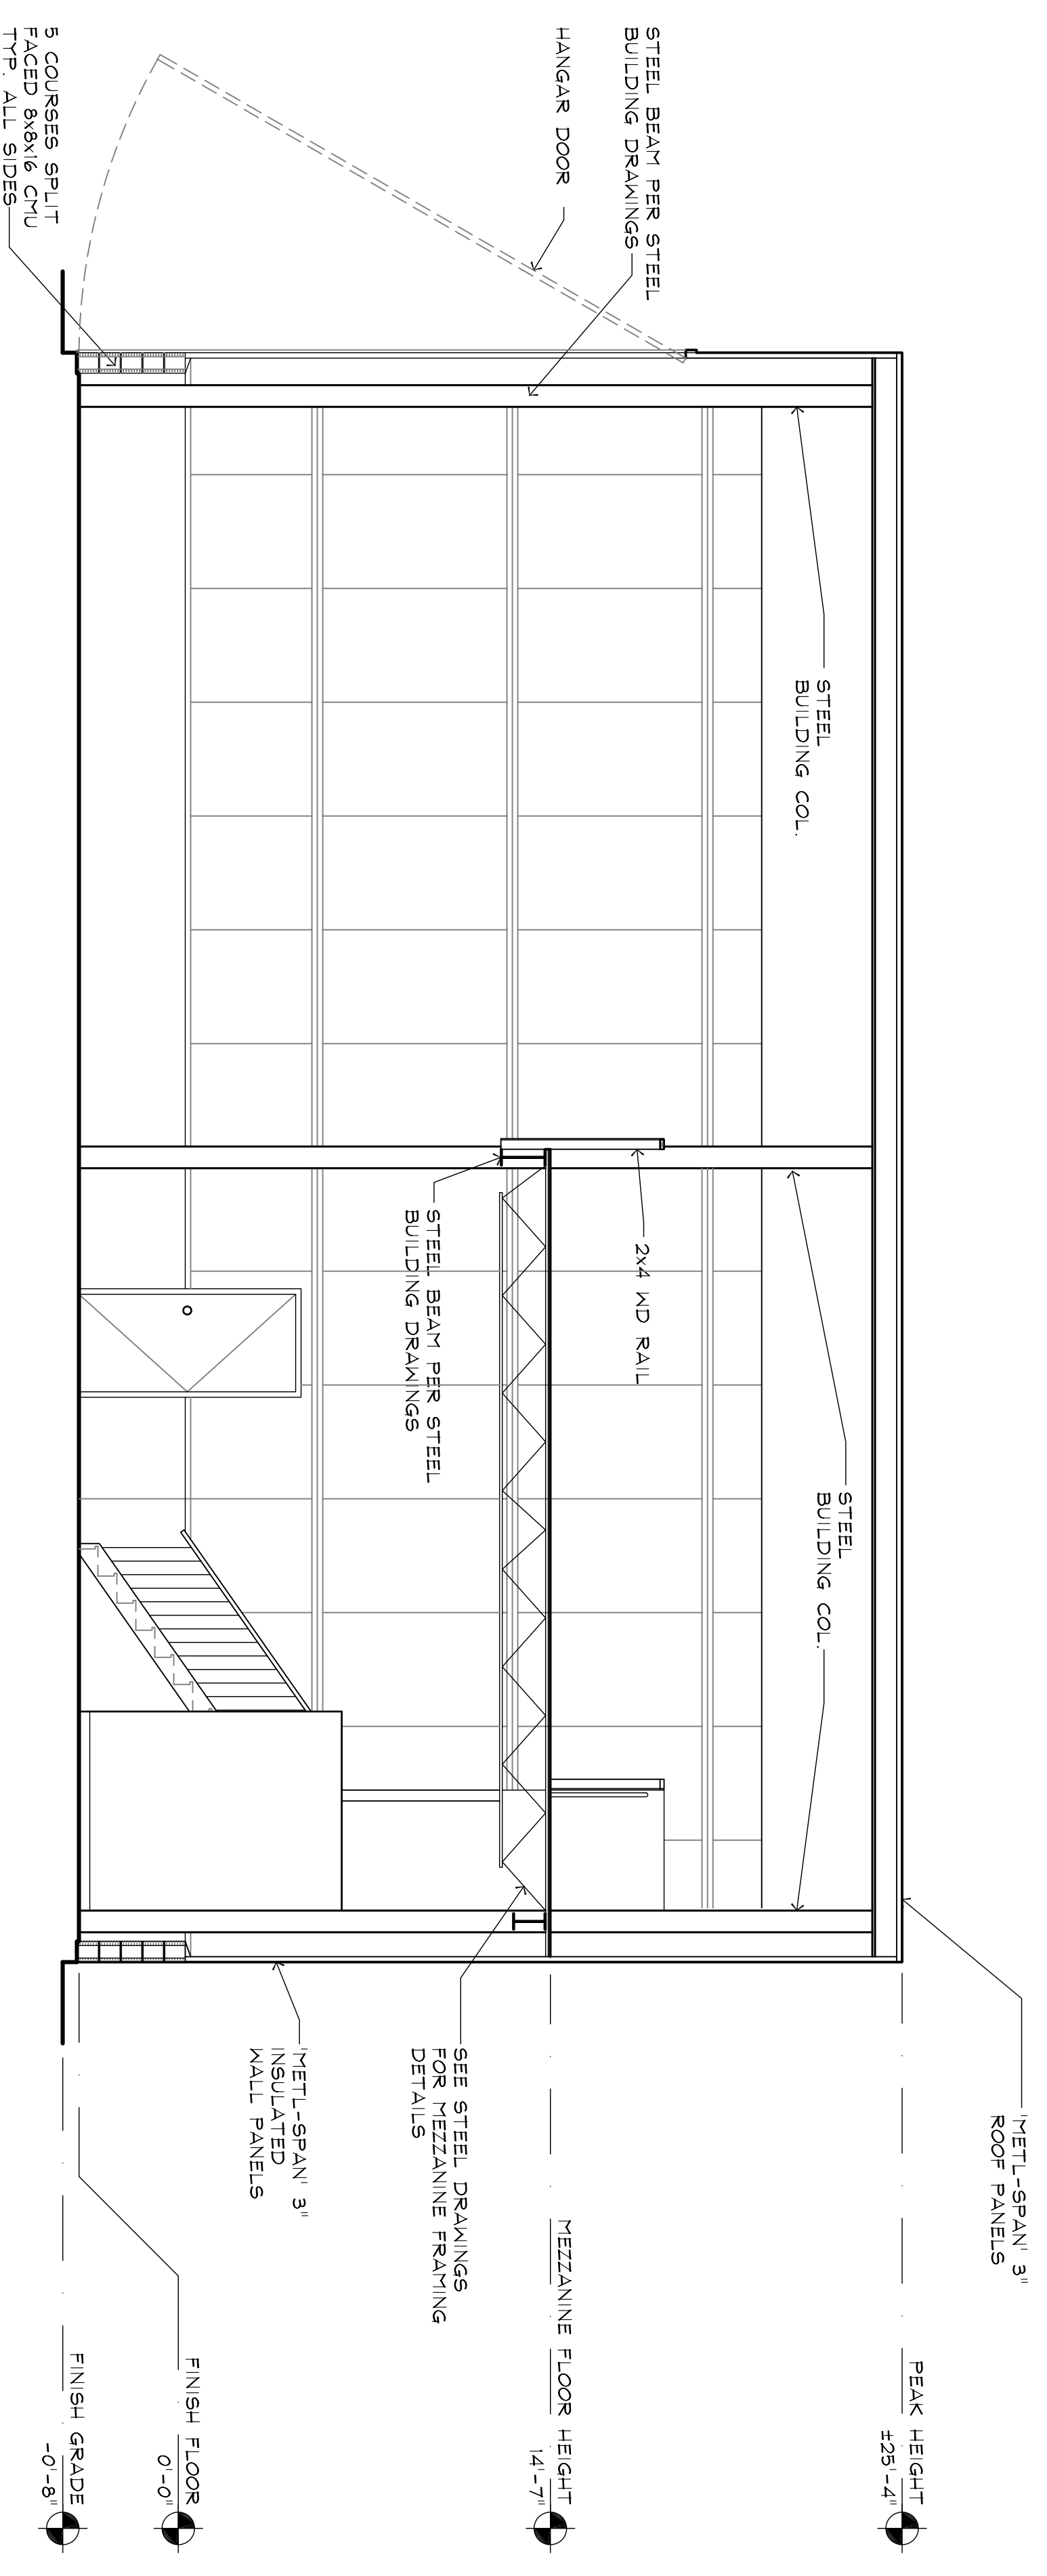 'METL-SPAN' 3"
ROOF PANELS
PEAK HEIGHT
±25'-4"
STEEL
BUILDING COL.
STEEL
BUILDING COL.
STEEL BEAM PER STEEL
BUILDING DRAWINGS
2x4 WD RAIL
HANGAR DOOR
MEZZANINE FLOOR HEIGHT
14'-7"
STEEL BEAM PER STEEL
BUILDING DRAWINGS
SEE STEEL DRAWINGS
FOR MEZZANINE FRAMING
DETAILS
'METL-SPAN' 3"
INSULATED
WALL PANELS
FINISH FLOOR
0'-0"
5 COURSES SPLIT
FACED 8x8x16 CMU
TYP. ALL SIDES
FINISH GRADE
-0'-8"